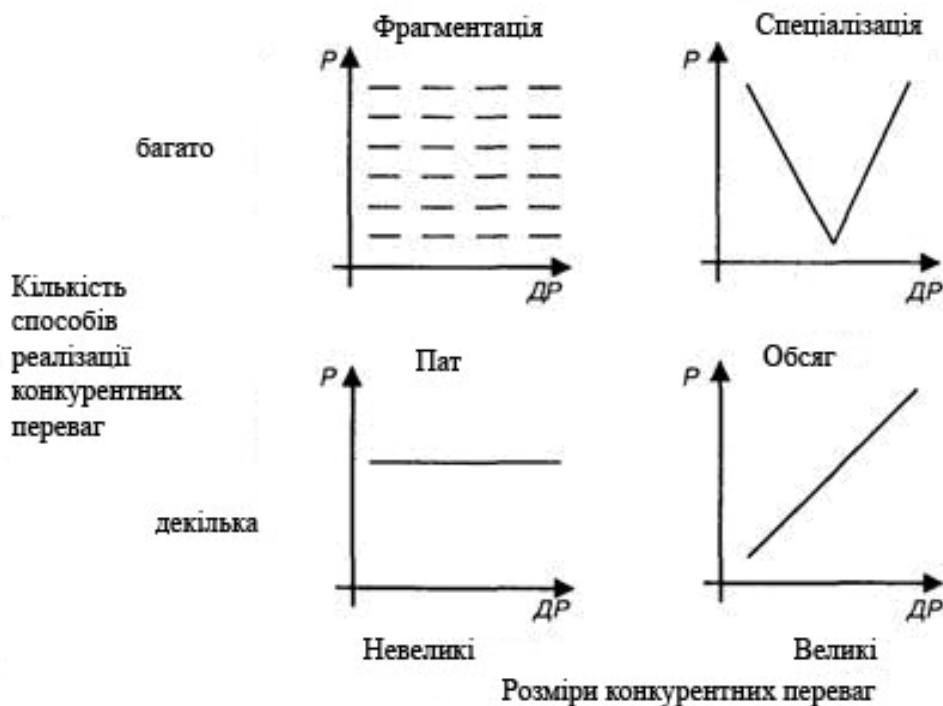 Фрагментація
Спеціалізація
P
P
багато
ДР
ДР
Кількість
способів
реалізації
конкурентних
переваг
Пат
Обсяг
P
P
декілька
ДР
ДР
Невеликі
Великі
Розміри конкурентних переваг